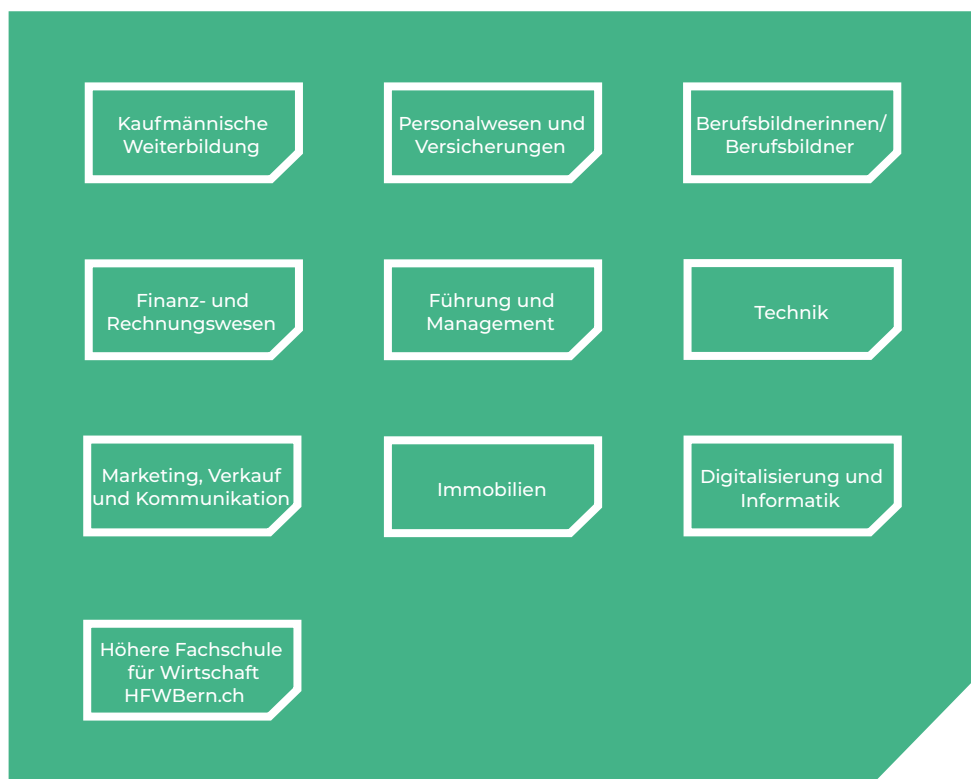 Kaufmännische
Weiterbildung
Personalwesen und
Versicherungen
Berufsbildnerinnen/
Berufsbildner
Finanz- und
Rechnungswesen
Führung und
Management
Technik
Marketing, Verkauf
und Kommunikation
Immobilien
Digitalisierung und
Informatik
Höhere Fachschule
für Wirtschaft
HFWBern.ch